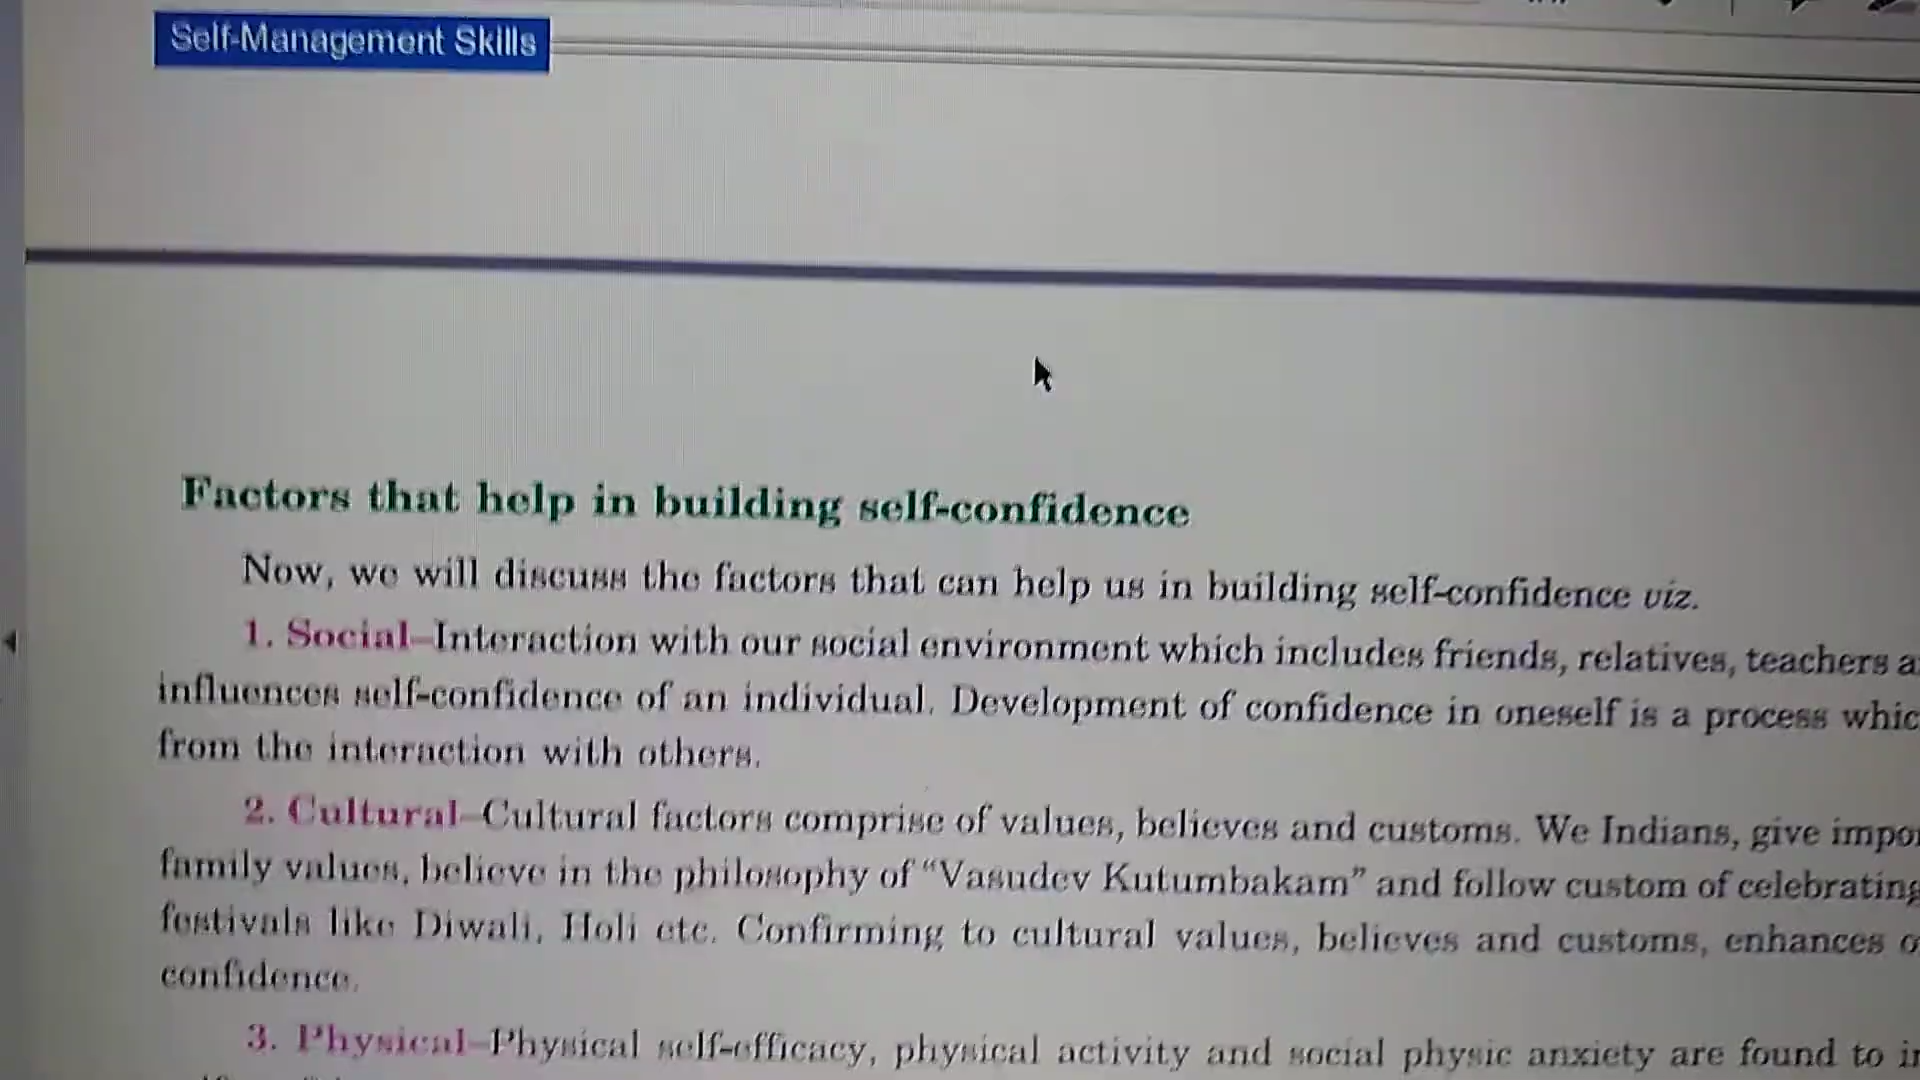 Self-Management Skills
Factors that help in building self-confidence
Now, we will discuss the factors that can help us in building self-confidence viz.
1. Social–Interaction with our social environment which includes friends, relatives, teachers
influences self-confidence of an individual. Development of confidence in oneself is a process
from the interaction with others.
2. Cultural–Cultural factors comprise of values, believes and customs. We Indians, give
family values, believe in the philosophy of "Vasudev Kutumbakam" and follow custom of celebrating
festivals like Diwali, Holi etc. Confirming to cultural values, believes and customs, enhances
confidence.
3. Physical–Physical self-efficacy, physical activity and social physic anxiety are found to